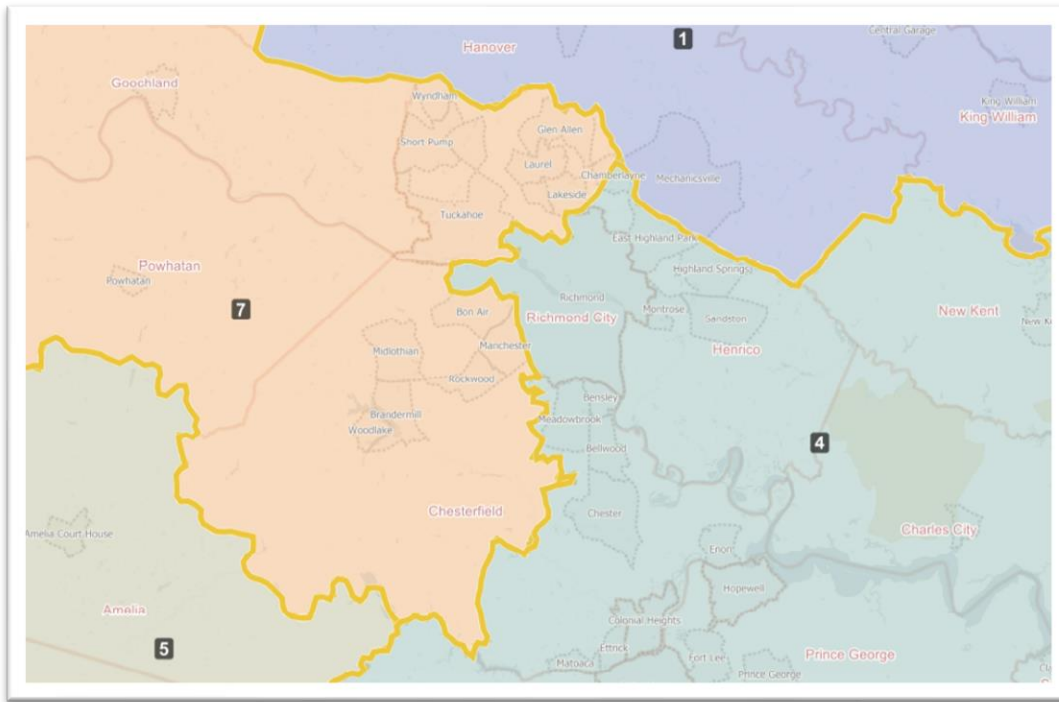 Hanover
1
Central Garage
Goochland
Wyndham
King William
King William
Glen Allen
Short Pump
Laurel
Chamberlayne
Mechanicsville
Lakeside
Tuckahoe
East Highland Park
Powhatan
Highland Springs
Powhatan
7
Richmond
Bon Air
Richmond City
Montrose
Sandston
New Kent
New K
Midlothian
Manchester
Henrico
Rockwood
Bensley
Brandermill
Meadowbrook
Woodlake
4
Bellwood
Chesterfield
Chester
Amelia Court House
Charles City
Enon
Hopewell
Amelia
Colonial Heights
5
Ettrick
Prince George
Matoaca
Fort Lee
Prince George